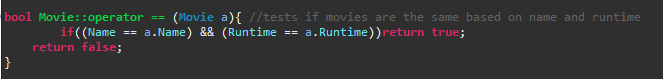 bool Movie::operator == (Movie a){ //tests if movies are the same based on name and runtime
if((Name == a.Name) && (Runtime == a.Runtime))return true;
return false;
}